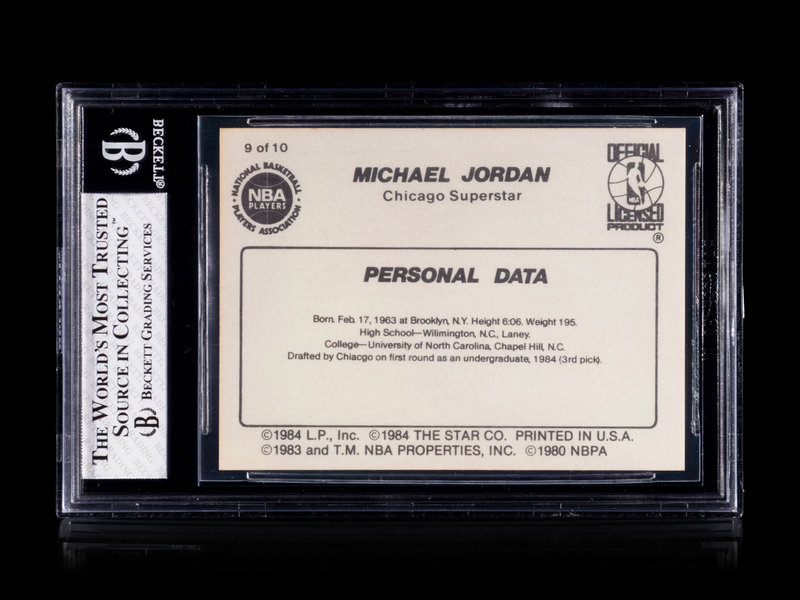 BECKETT®
B
THE WORLD'S MOST TRUSTED
SOURCE IN COLLECTING™
B BECKETT GRADING SERVICES
9 of 10
NATIONAL BASKETBALL
NBA
PLAYERS
PLAYERS ASSOCIATION
MICHAEL JORDAN
Chicago Superstar
OFFICIAL
LICENSED
PRODUCT
®
PERSONAL DATA
Born Feb. 17, 1963 at Brooklyn, N.Y. Height 6:06. Weight 195.
High School—Wilimington, N.C., Laney.
College—University of North Carolina, Chapel Hill, N.C.
Drafted by Chiacgo on first round as an undergraduate, 1984 (3rd pick).
©1984 L.P., Inc. ©1984 THE STAR CO. PRINTED IN U.S.A.
©1983 and T.M. NBA PROPERTIES, INC. ©1980 NBPA